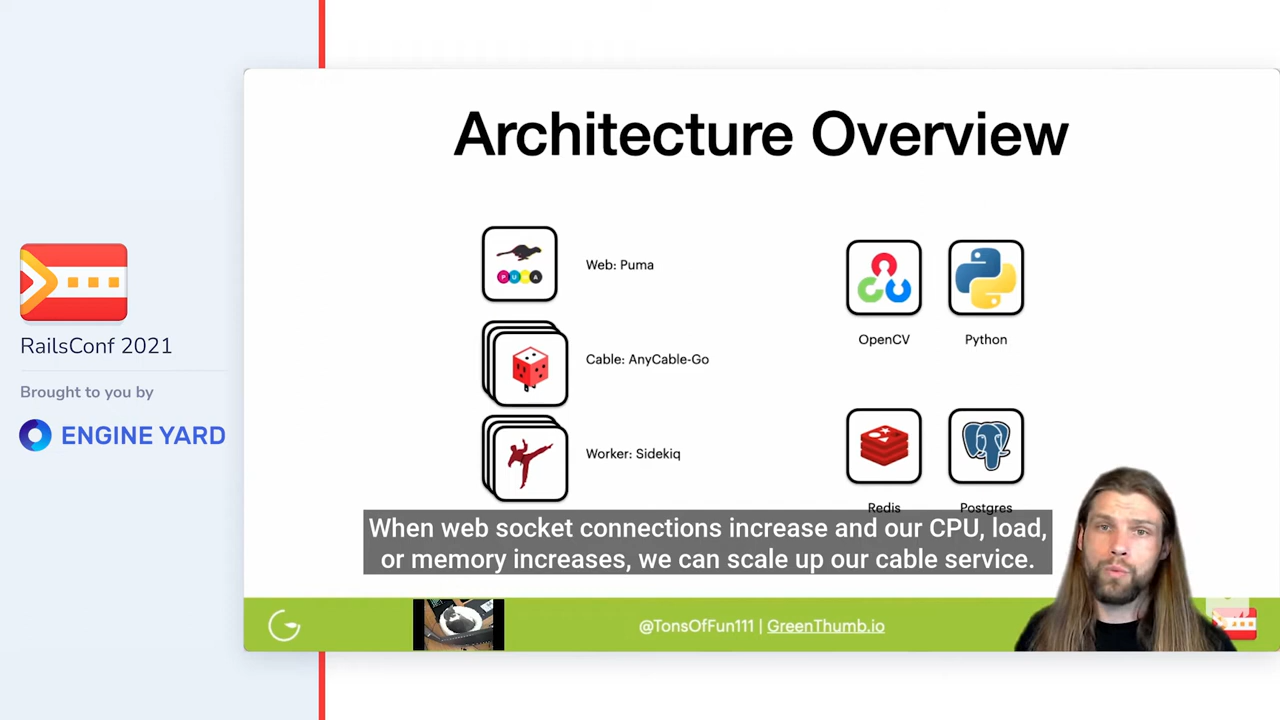 Architecture Overview
PUMA
Web: Puma
Cable: AnyCable-Go
Worker: Sidekiq
OpenCV
Python
Redis
Postgres
RailsConf 2021
Brought to you by
ENGINE YARD
When web socket connections increase and our CPU, load,
or memory increases, we can scale up our cable service.
@TonsOfFun111 | GreenThumb.io